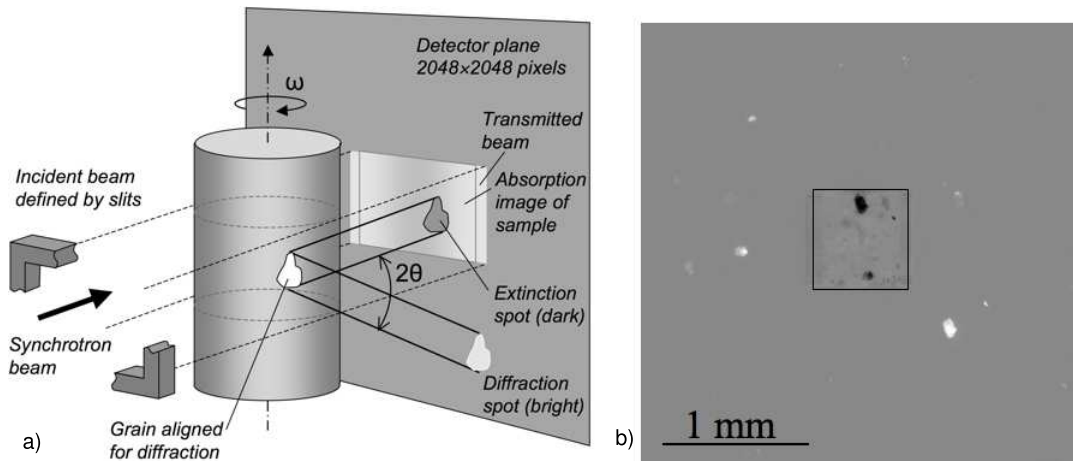 Detector plane
2048×2048 pixels
ω
Transmitted
beam
Incident beam
defined by slits
Absorption
image of
sample
2θ
Extinction
spot (dark)
Synchrotron
beam
Diffraction
spot (bright)
Grain aligned
for diffraction
a)
b)
1 mm